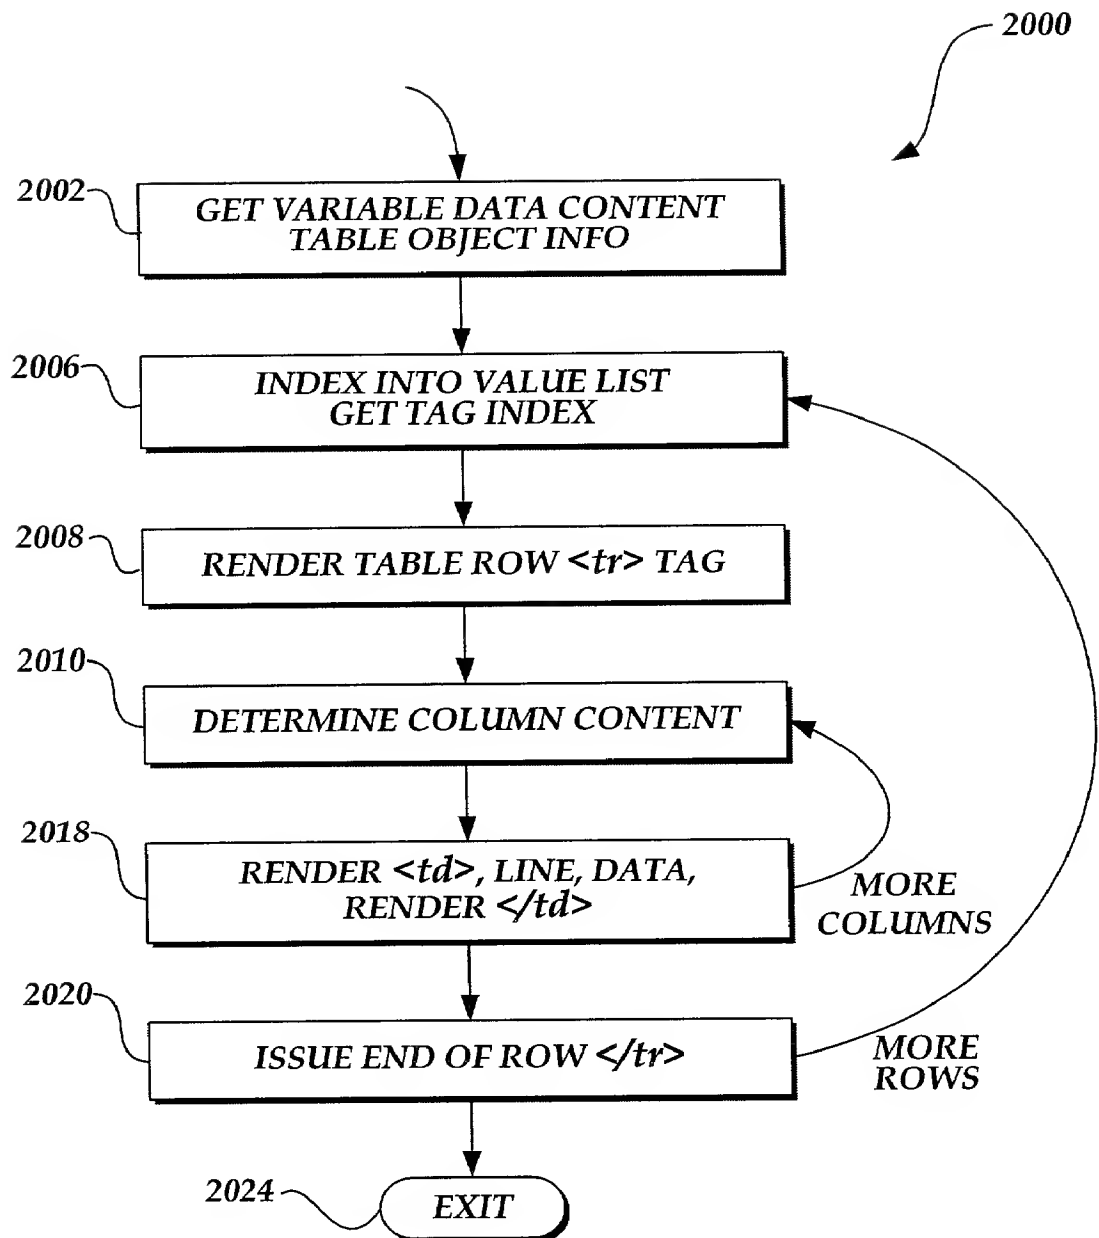 2000
2002
GET VARIABLE DATA CONTENT
TABLE OBJECT INFO
2006
INDEX INTO VALUE LIST
GET TAG INDEX
2008
RENDER TABLE ROW <tr> TAG
2010
DETERMINE COLUMN CONTENT
2018
RENDER <td>, LINE, DATA,
RENDER </td>
MORE
COLUMNS
2020
ISSUE END OF ROW </tr>
MORE
ROWS
2024
EXIT